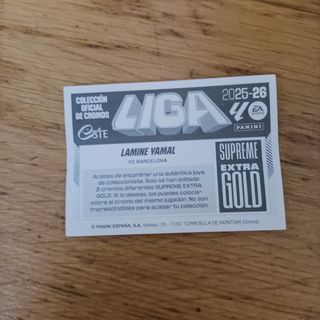 COLECCIÓN
OFICIAL
DE CROMOS
ESTE
LIGA
2025-26
EA
SPORTS
PANINI
LAMINE YAMAL
FC BARCELONA
Acabas de encontrar una auténtica joya
de coleccionista. Solo se han editado
3 cromos diferentes SUPREME EXTRA
GOLD. Si lo deseas, los puedes colocar
sobre el cromo del mismo jugador. No son
imprescindibles para acabar tu colección.
SUPREME
EXTRA
GOLD
© PANINI ESPAÑA, S.A. Vallespí, 20 - 17257 TORROELLA DE MONTGRÍ (Girona)